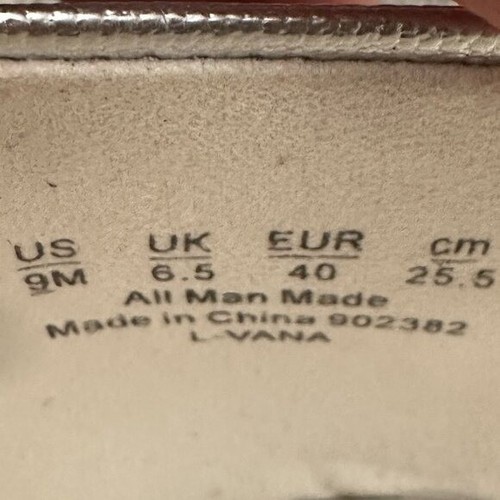 US UK EUR cm
9M 6.5 40 25.5
All Man Made
Made in China 902382
L-VANA